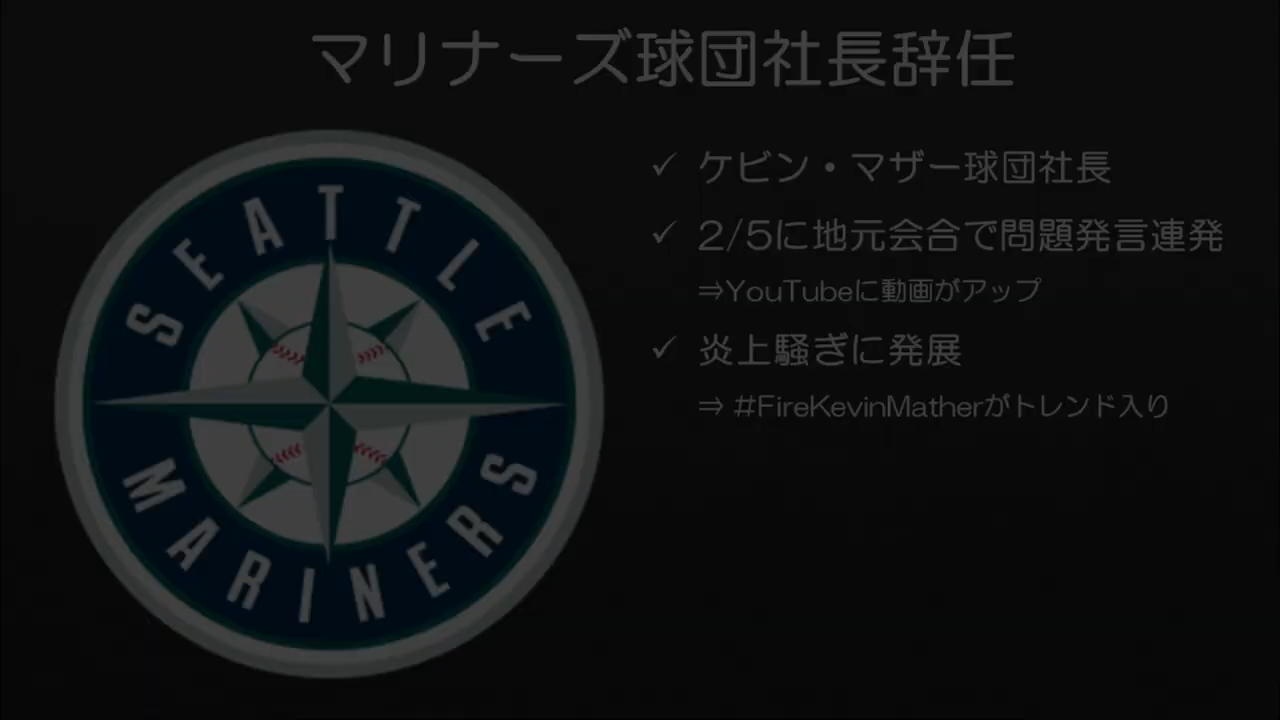 マリナーズ球団社長辞任
SEATTLE
MARINERS
✓ ケビン・マザー球団社長
✓ 2/5に地元会合で問題発言連発
⇒YouTubeに動画がアップ
✓ 炎上騒ぎに発展
⇒ #FireKevinMatherがトレンド入り